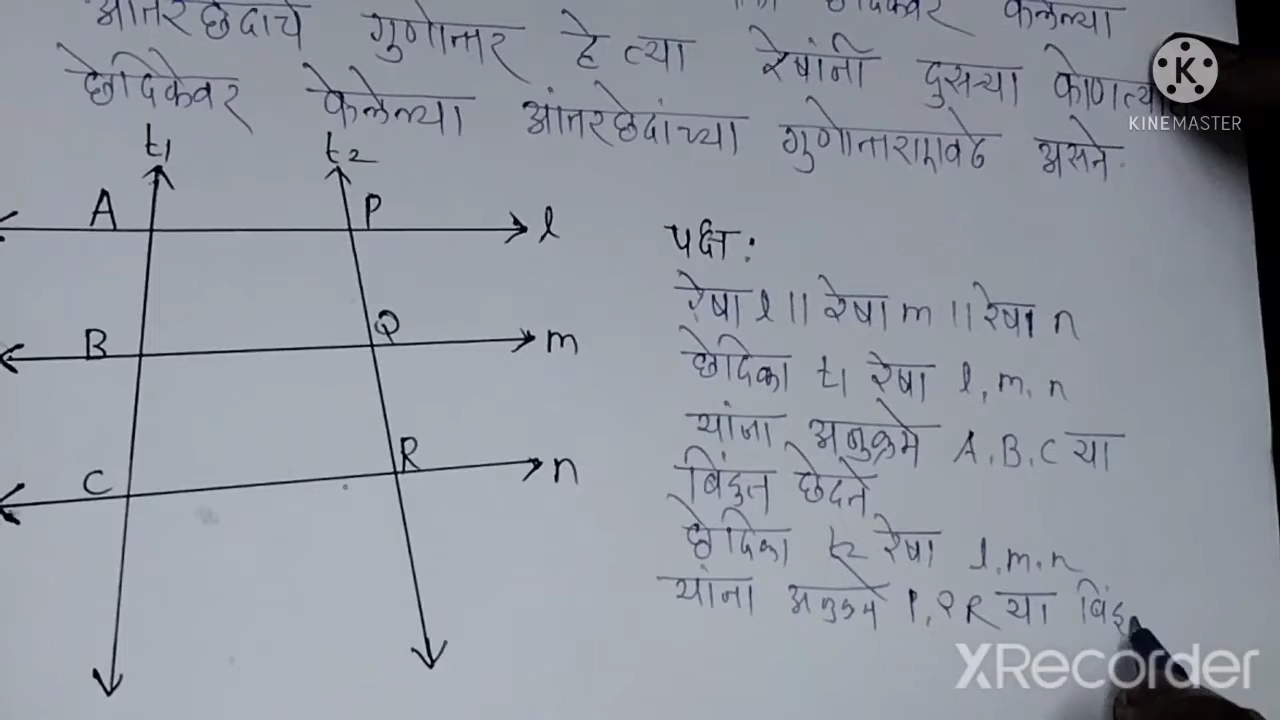 छेदिकेवर केलेल्या
आंतरछेदाचे गुणोत्तर हे त्या रेषांनी दुसऱ्या कोणत्या
छेदिकेवर केलेल्या आंतरछेदांच्या गुणोत्तराएवढे असते.
K
KINEMASTER
t1 t2
A P l
B Q m
C R n
पक्ष :
रेषा l || रेषा m || रेषा n
छेदिका t1 रेषा l, m, n
यांना अनुक्रमे A, B, C या
बिंदुत छेदते
छेदिका t2 रेषा l, m, n
यांना अनुक्रमे P, Q R या बिंदु
XRecorder